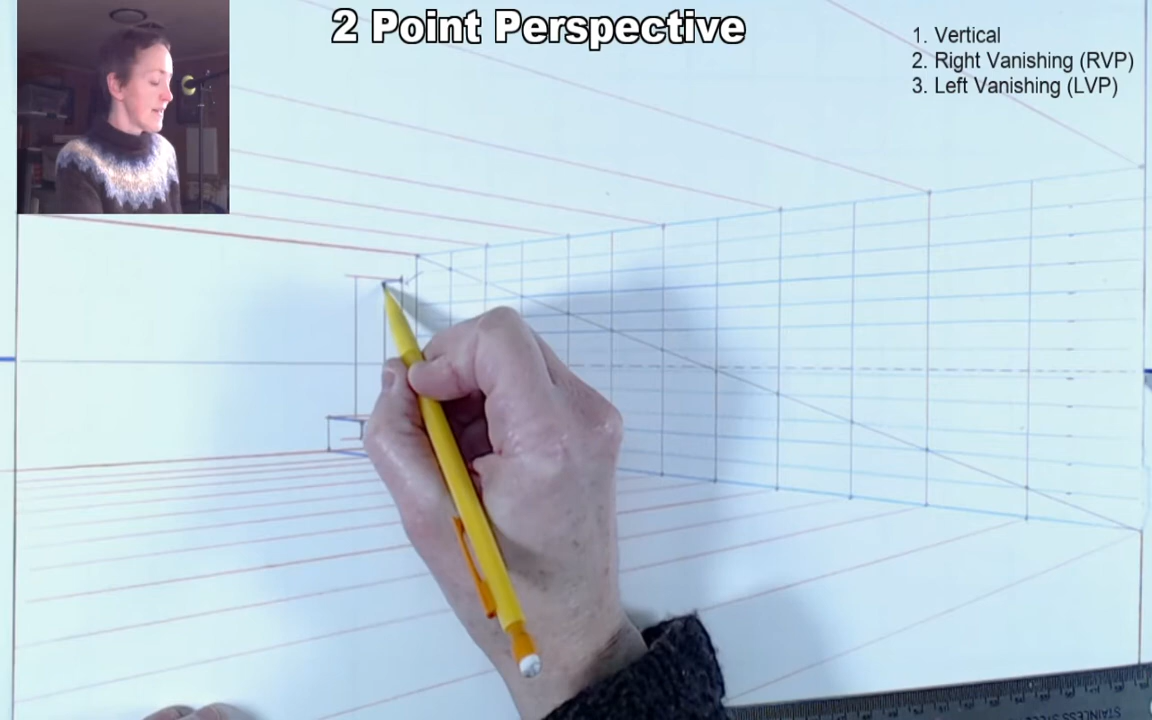 2 Point Perspective
1. Vertical
2. Right Vanishing (RVP)
3. Left Vanishing (LVP)